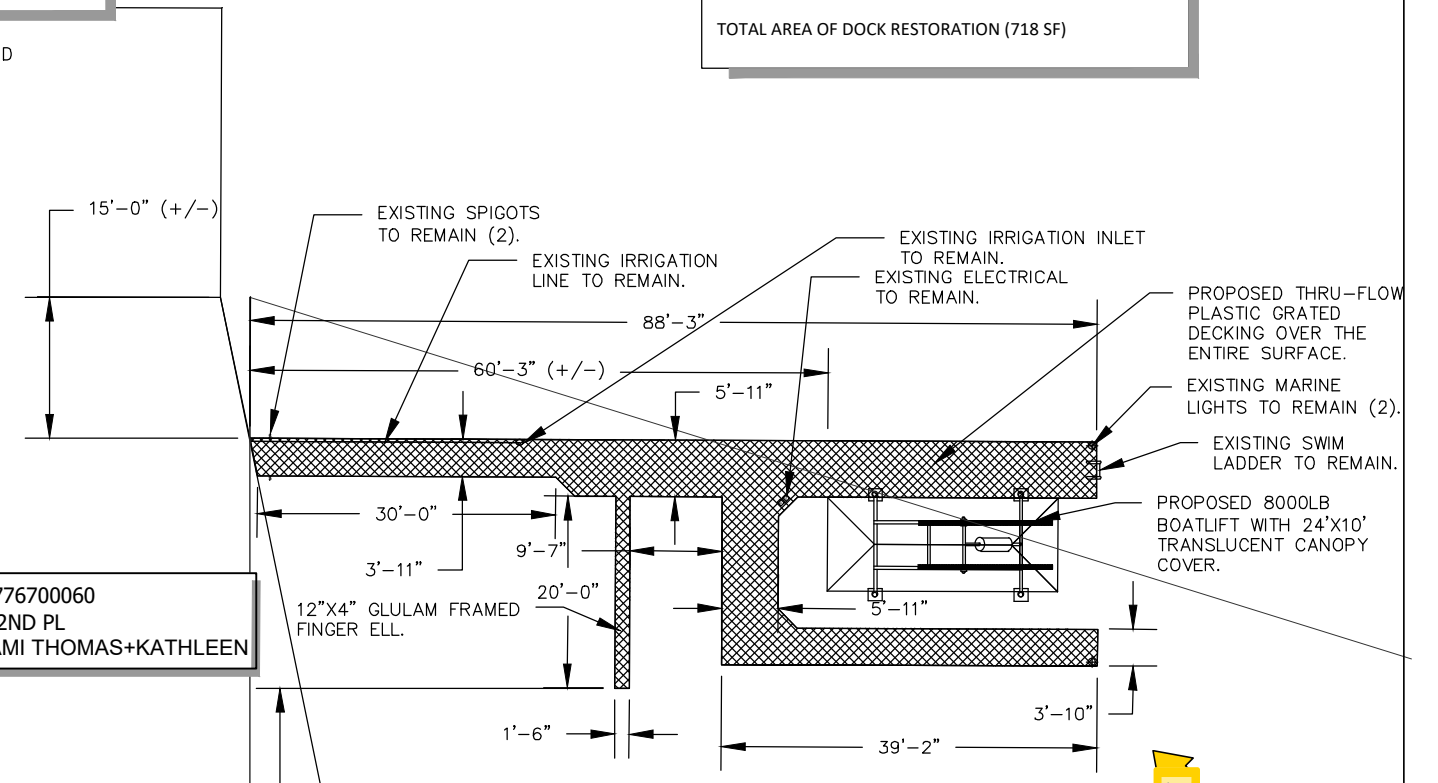 TOTAL AREA OF DOCK RESTORATION (718 SF)
D
15'-0" (+/-)
EXISTING SPIGOTS
TO REMAIN (2).
EXISTING IRRIGATION
LINE TO REMAIN.
EXISTING IRRIGATION INLET
TO REMAIN.
EXISTING ELECTRICAL
TO REMAIN.
PROPOSED THRU-FLOW
PLASTIC GRATED
DECKING OVER THE
ENTIRE SURFACE.
88'-3"
60'-3" (+/-)
5'-11"
EXISTING MARINE
LIGHTS TO REMAIN (2).
EXISTING SWIM
LADDER TO REMAIN.
PROPOSED 8000LB
BOATLIFT WITH 24'X10'
TRANSLUCENT CANOPY
COVER.
30'-0"
9'-7"
3'-11"
20'-0"
12"X4" GLULAM FRAMED
FINGER ELL.
5'-11"
776700060
2ND PL
AMI THOMAS+KATHLEEN
1'-6"
39'-2"
3'-10"